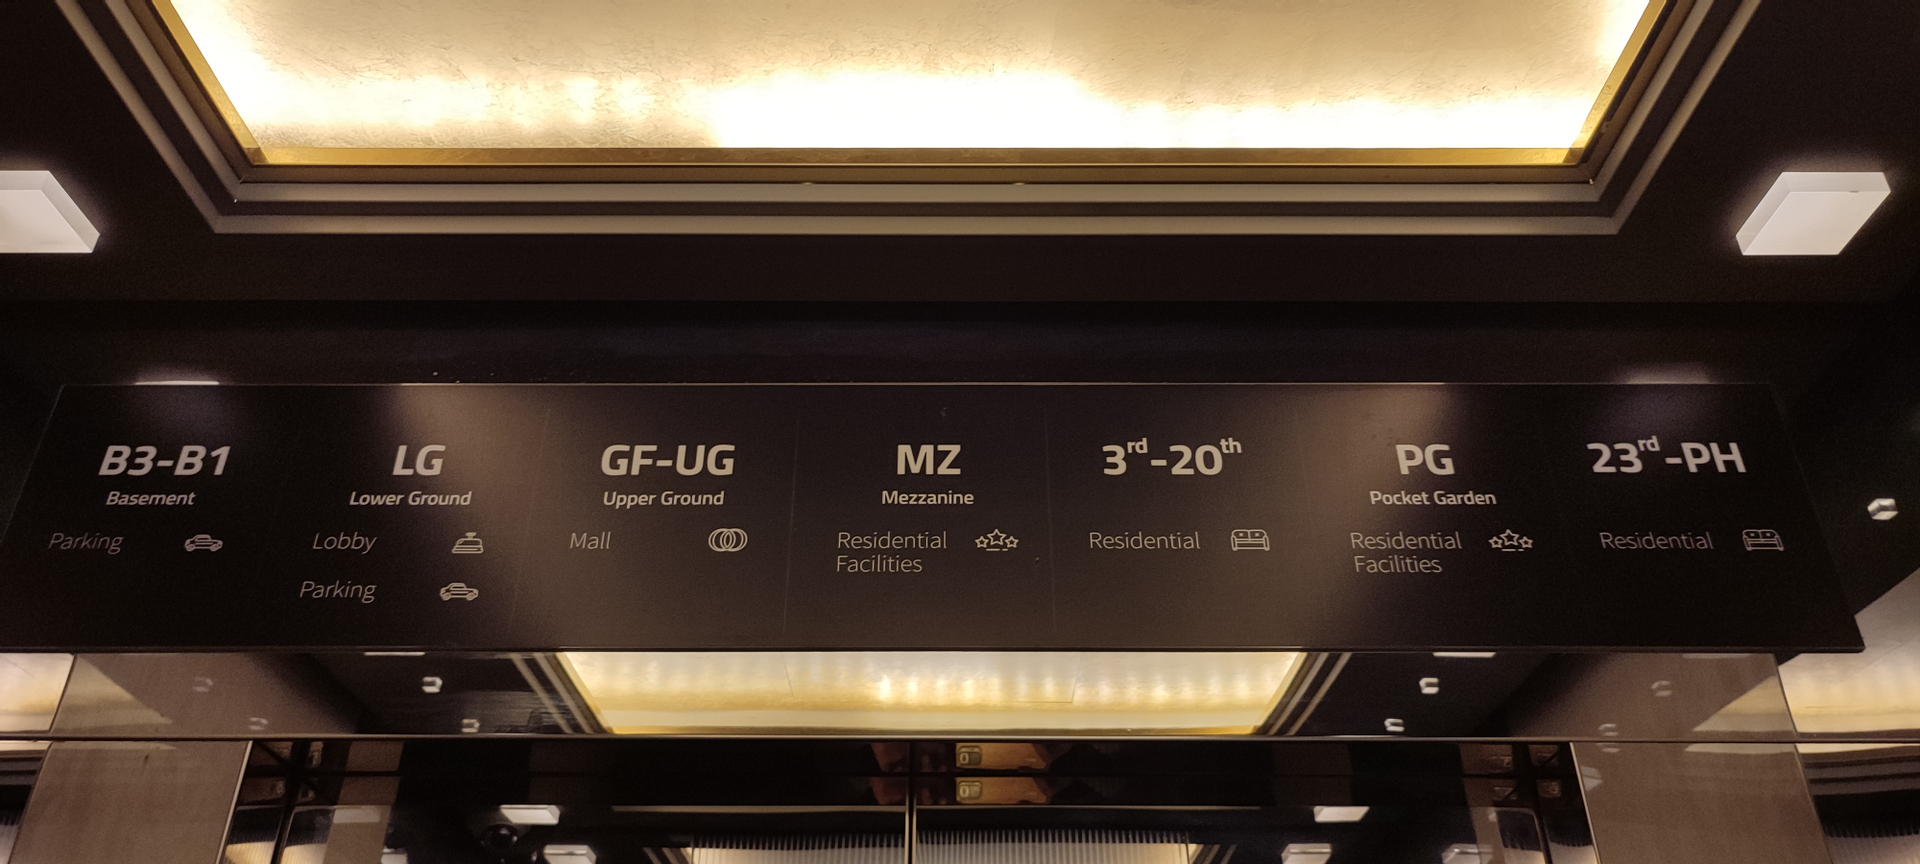 B3-B1
Basement
Parking
LG
Lower Ground
Lobby
Parking
GF-UG
Upper Ground
Mall
MZ
Mezzanine
Residential
Facilities
3rd-20th
Residential
PG
Pocket Garden
Residential
Facilities
23rd-PH
Residential